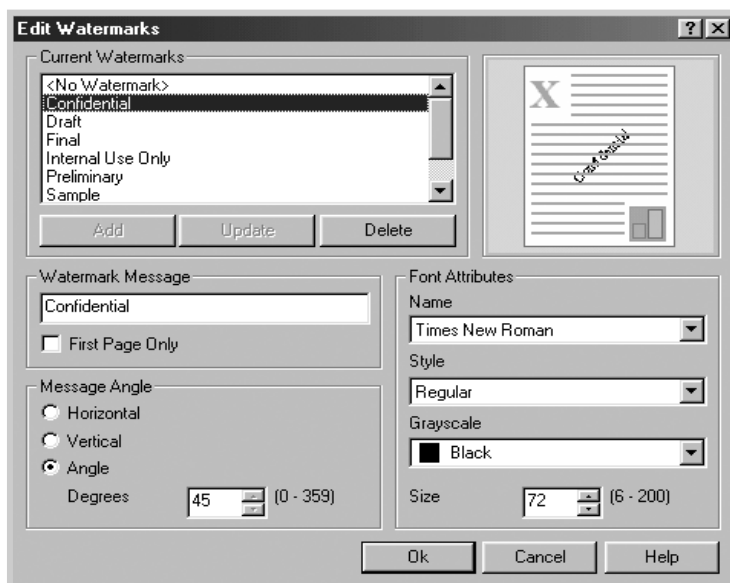 Edit Watermarks
Current Watermarks
<No Watermark>
Confidential
Draft
Final
Internal Use Only
Preliminary
Sample
Add Update Delete
X
Confidential
Watermark Message
Confidential
First Page Only
Message Angle
Horizontal
Vertical
Angle
Degrees 45 (0 - 359)
Font Attributes
Name
Times New Roman
Style
Regular
Grayscale
Black
Size 72 (6 - 200)
Ok Cancel Help